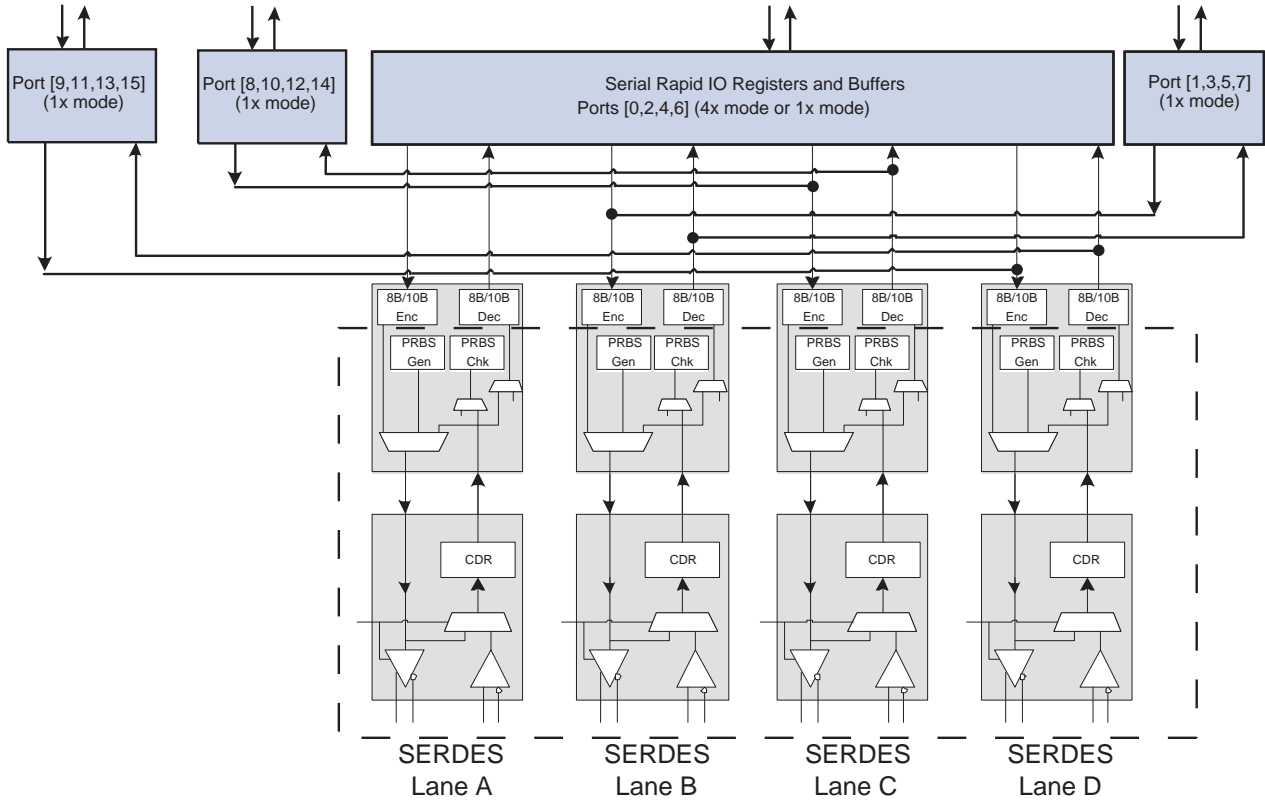 Port [9,11,13,15]
(1x mode)
Port [8,10,12,14]
(1x mode)
Serial Rapid IO Registers and Buffers
Ports [0,2,4,6] (4x mode or 1x mode)
Port [1,3,5,7]
(1x mode)
8B/10B
Enc
8B/10B
Dec
PRBS
Gen
PRBS
Chk
CDR
8B/10B
Enc
8B/10B
Dec
PRBS
Gen
PRBS
Chk
CDR
8B/10B
Enc
8B/10B
Dec
PRBS
Gen
PRBS
Chk
CDR
8B/10B
Enc
8B/10B
Dec
PRBS
Gen
PRBS
Chk
CDR
SERDES
Lane A
SERDES
Lane B
SERDES
Lane C
SERDES
Lane D